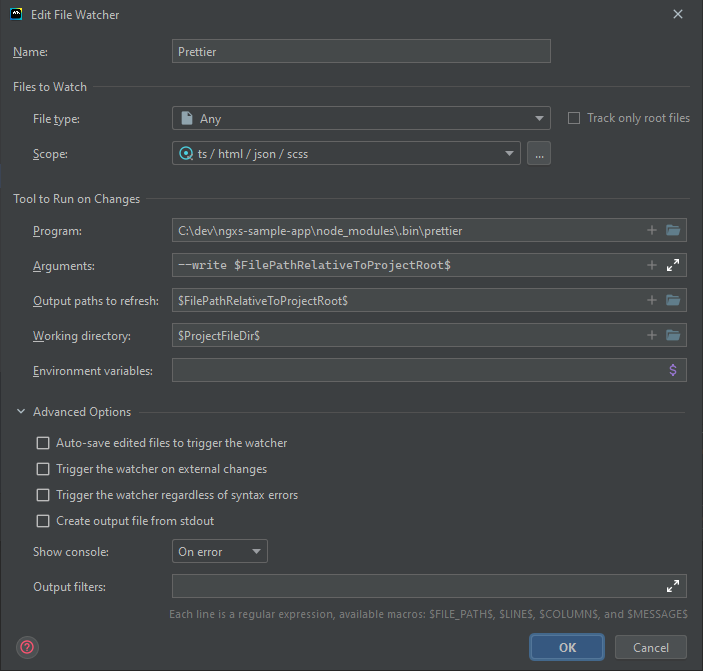 WS Edit File Watcher
Name: Prettier
Files to Watch
File type: Any Track only root files
Scope: ts / html / json / scss ...
Tool to Run on Changes
Program: C:\dev\ngxs-sample-app\node_modules\.bin\prettier
Arguments: --write $FilePathRelativeToProjectRoot$
Output paths to refresh: $FilePathRelativeToProjectRoot$
Working directory: $ProjectFileDir$
Environment variables: $
Advanced Options
Auto-save edited files to trigger the watcher
Trigger the watcher on external changes
Trigger the watcher regardless of syntax errors
Create output file from stdout
Show console: On error
Output filters:
Each line is a regular expression, available macros: $FILE_PATH$, $LINE$, $COLUMN$, and $MESSAGE$
? OK Cancel